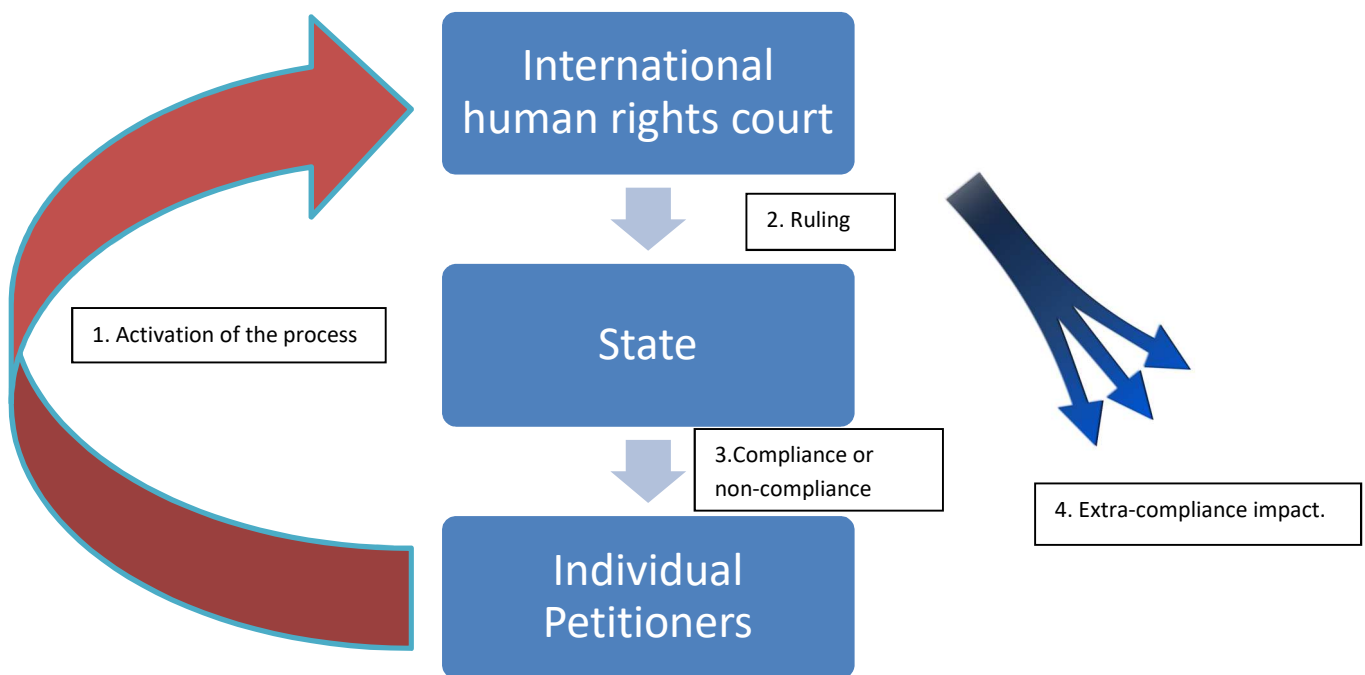 International
human rights court
2. Ruling
1. Activation of the process
State
3.Compliance or
non-compliance
4. Extra-compliance impact.
Individual
Petitioners